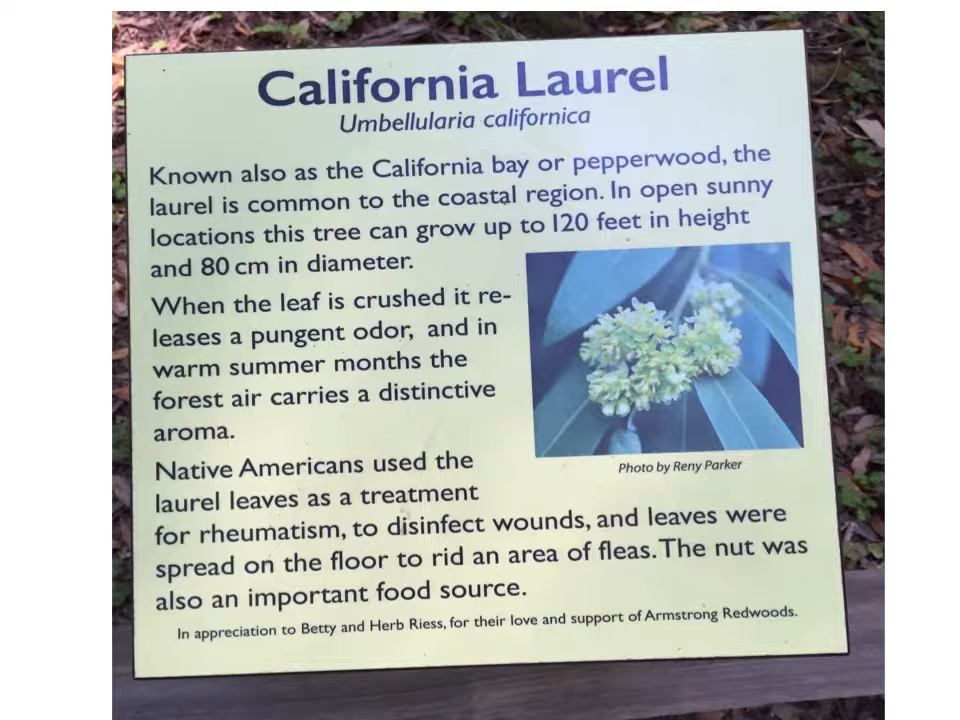 California Laurel
Umbellularia californica
Known also as the California bay or pepperwood, the
laurel is common to the coastal region. In open sunny
locations this tree can grow up to 120 feet in height
and 80 cm in diameter.
When the leaf is crushed it re-
leases a pungent odor, and in
warm summer months the
forest air carries a distinctive
aroma.
Photo by Reny Parker
Native Americans used the
laurel leaves as a treatment
for rheumatism, to disinfect wounds, and leaves were
spread on the floor to rid an area of fleas. The nut was
also an important food source.
In appreciation to Betty and Herb Riess, for their love and support of Armstrong Redwoods.